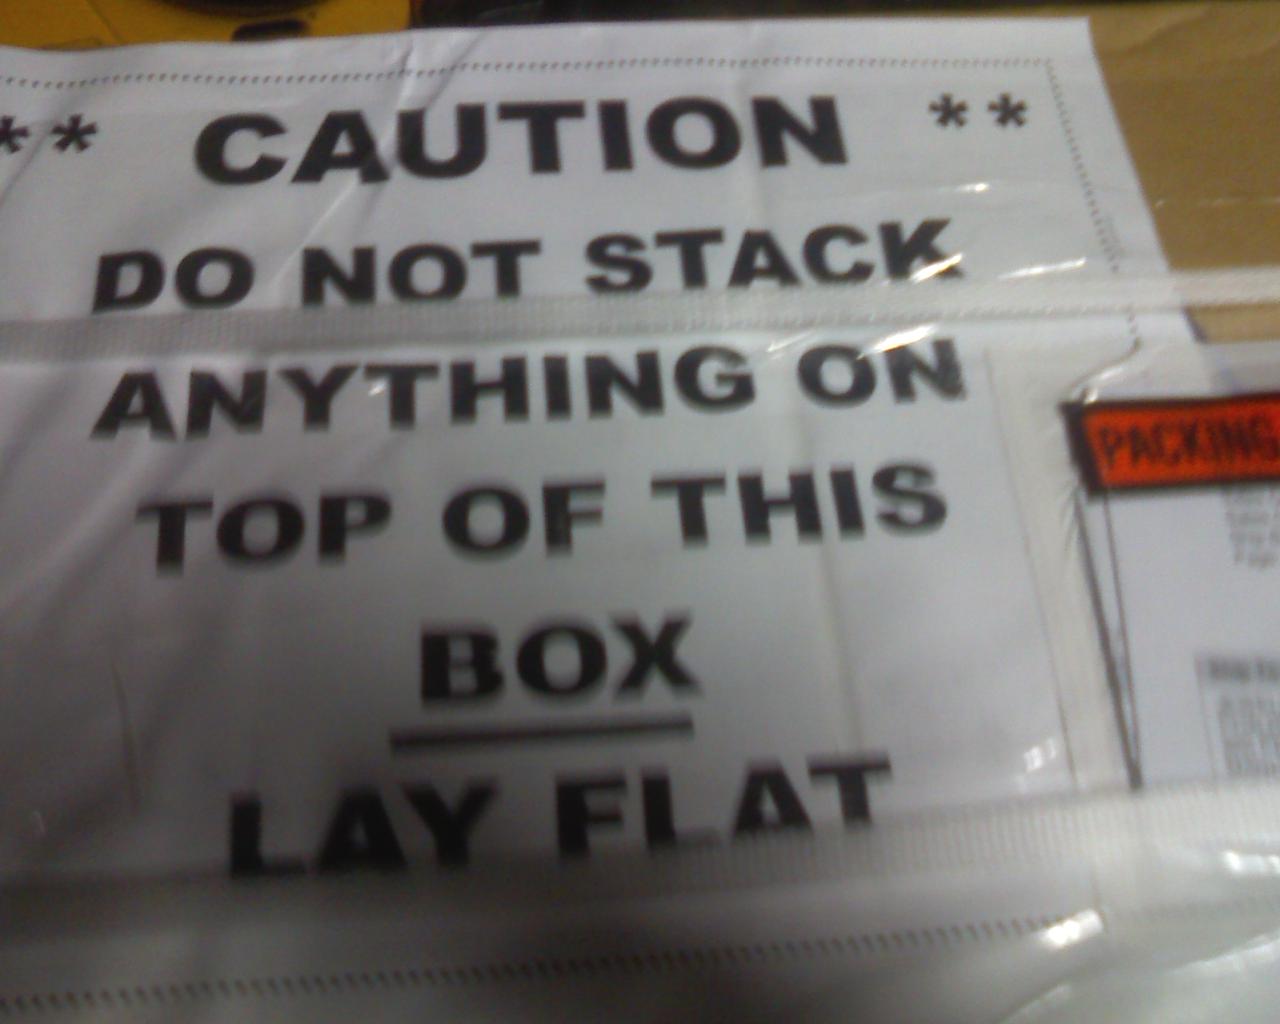 ** CAUTION **
DO NOT STACK
ANYTHING ON
TOP OF THIS
BOX
LAY FLAT
PACKING